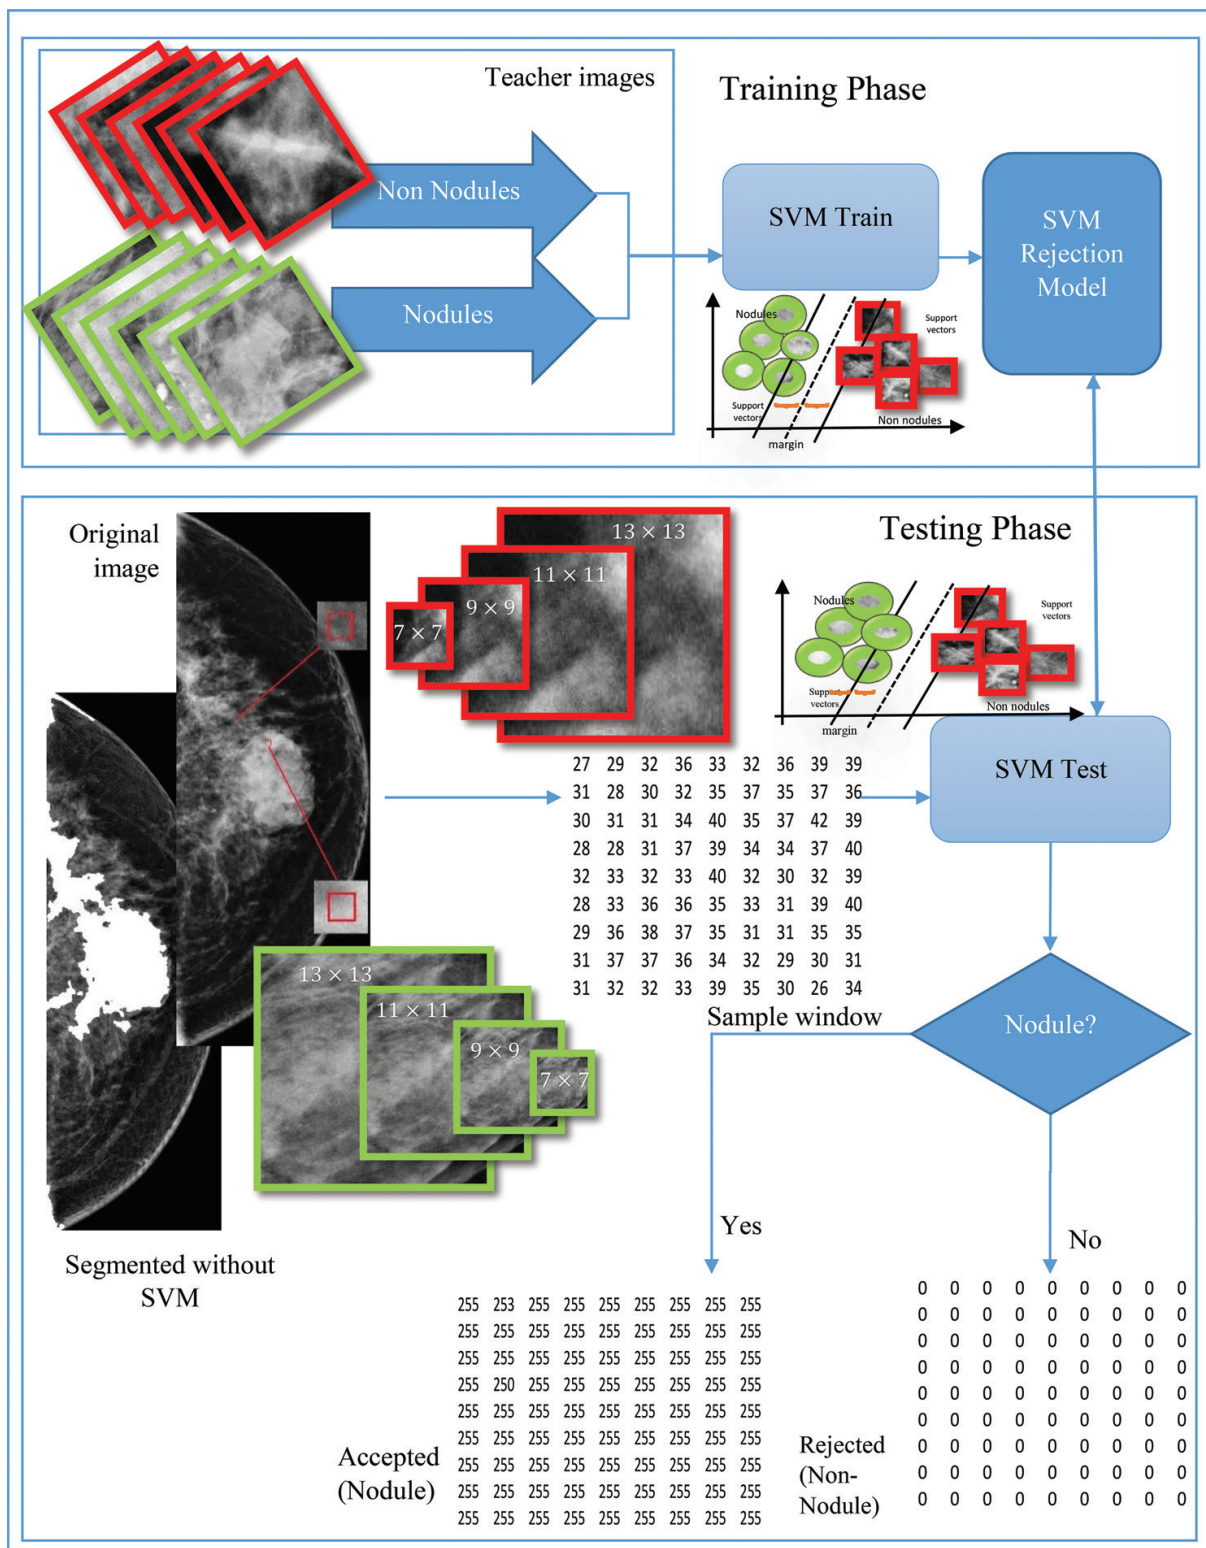 Teacher images
Training Phase
Non Nodules
Nodules
SVM Train
SVM
Rejection
Model
Nodules
Support
vectors
Support
vectors
Non nodules
margin
Original
image
Testing Phase
13 × 13
11 × 11
9 × 9
7 × 7
Nodules
Support
vectors
Support
vectors
Non nodules
margin
SVM Test
27 29 32 36 33 32 36 39 39
31 28 30 32 35 37 35 37 36
30 31 31 34 40 35 37 42 39
28 28 31 37 39 34 34 37 40
32 33 32 33 40 32 30 32 39
28 33 36 36 35 33 31 39 40
29 36 38 37 35 31 31 35 35
31 37 37 36 34 32 29 30 31
31 32 32 33 39 35 30 26 34
Sample window
13 × 13
11 × 11
9 × 9
7 × 7
Nodule?
Yes
No
Segmented without
SVM
255 253 255 255 255 255 255 255 255
255 255 255 255 255 255 255 255 255
255 255 255 255 255 255 255 255 255
255 250 255 255 255 255 255 255 255
255 255 255 255 255 255 255 255 255
255 255 255 255 255 255 255 255 255
255 255 255 255 255 255 255 255 255
255 255 255 255 255 255 255 255 255
255 255 255 255 255 255 255 255 255
Accepted
(Nodule)
0 0 0 0 0 0 0 0 0
0 0 0 0 0 0 0 0 0
0 0 0 0 0 0 0 0 0
0 0 0 0 0 0 0 0 0
0 0 0 0 0 0 0 0 0
0 0 0 0 0 0 0 0 0
0 0 0 0 0 0 0 0 0
0 0 0 0 0 0 0 0 0
0 0 0 0 0 0 0 0 0
Rejected
(Non-
Nodule)